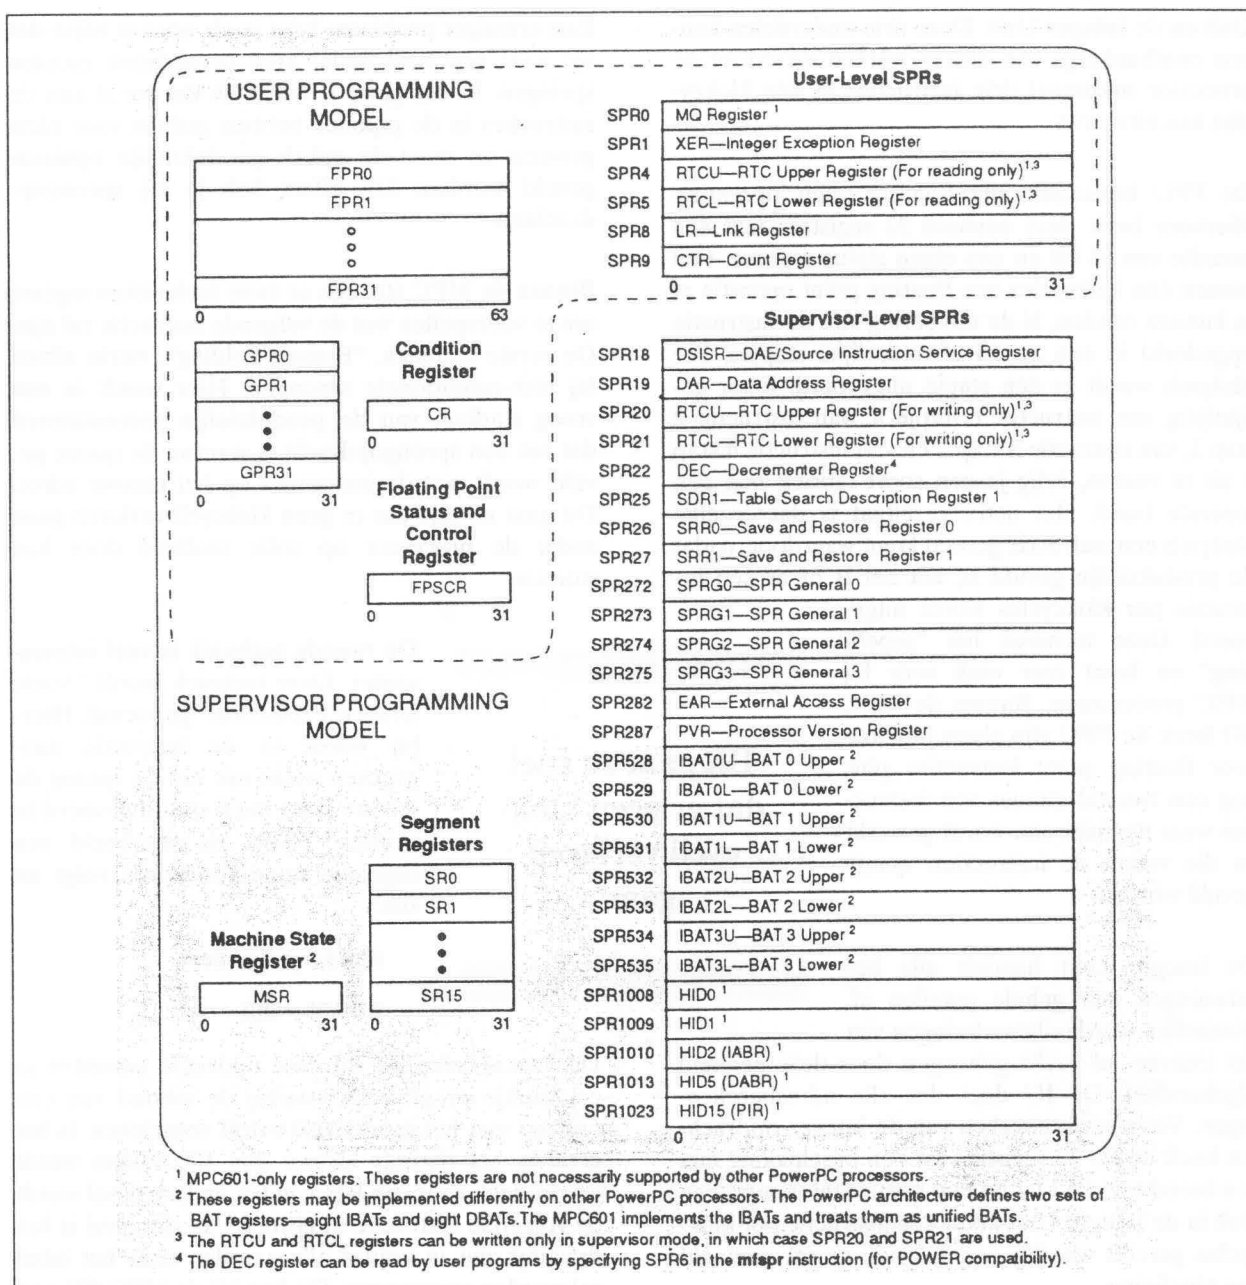 USER PROGRAMMING
MODEL
FPR0
FPR1
FPR31
0 63
GPR0
GPR1
GPR31
0 31
Condition
Register
CR
0 31
Floating Point
Status and
Control
Register
FPSCR
0 31
User-Level SPRs
SPR0 MQ Register ¹
SPR1 XER—Integer Exception Register
SPR4 RTCU—RTC Upper Register (For reading only)¹,³
SPR5 RTCL—RTC Lower Register (For reading only)¹,³
SPR8 LR—Link Register
SPR9 CTR—Count Register
0 31
SUPERVISOR PROGRAMMING
MODEL
Machine State
Register ²
MSR
0 31
Segment
Registers
SR0
SR1
SR15
0 31
Supervisor-Level SPRs
SPR18 DSISR—DAE/Source Instruction Service Register
SPR19 DAR—Data Address Register
SPR20 RTCU—RTC Upper Register (For writing only)¹,³
SPR21 RTCL—RTC Lower Register (For writing only)¹,³
SPR22 DEC—Decrementer Register⁴
SPR25 SDR1—Table Search Description Register 1
SPR26 SRR0—Save and Restore Register 0
SPR27 SRR1—Save and Restore Register 1
SPR272 SPRG0—SPR General 0
SPR273 SPRG1—SPR General 1
SPR274 SPRG2—SPR General 2
SPR275 SPRG3—SPR General 3
SPR282 EAR—External Access Register
SPR287 PVR—Processor Version Register
SPR528 IBAT0U—BAT 0 Upper ²
SPR529 IBAT0L—BAT 0 Lower ²
SPR530 IBAT1U—BAT 1 Upper ²
SPR531 IBAT1L—BAT 1 Lower ²
SPR532 IBAT2U—BAT 2 Upper ²
SPR533 IBAT2L—BAT 2 Lower ²
SPR534 IBAT3U—BAT 3 Upper ²
SPR535 IBAT3L—BAT 3 Lower ²
SPR1008 HID0 ¹
SPR1009 HID1 ¹
SPR1010 HID2 (IABR) ¹
SPR1013 HID5 (DABR) ¹
SPR1023 HID15 (PIR) ¹
0 31
¹ MPC601-only registers. These registers are not necessarily supported by other PowerPC processors.
² These registers may be implemented differently on other PowerPC processors. The PowerPC architecture defines two sets of
BAT registers—eight IBATs and eight DBATs.The MPC601 implements the IBATs and treats them as unified BATs.
³ The RTCU and RTCL registers can be written only in supervisor mode, in which case SPR20 and SPR21 are used.
⁴ The DEC register can be read by user programs by specifying SPR6 in the mfspr instruction (for POWER compatibility).